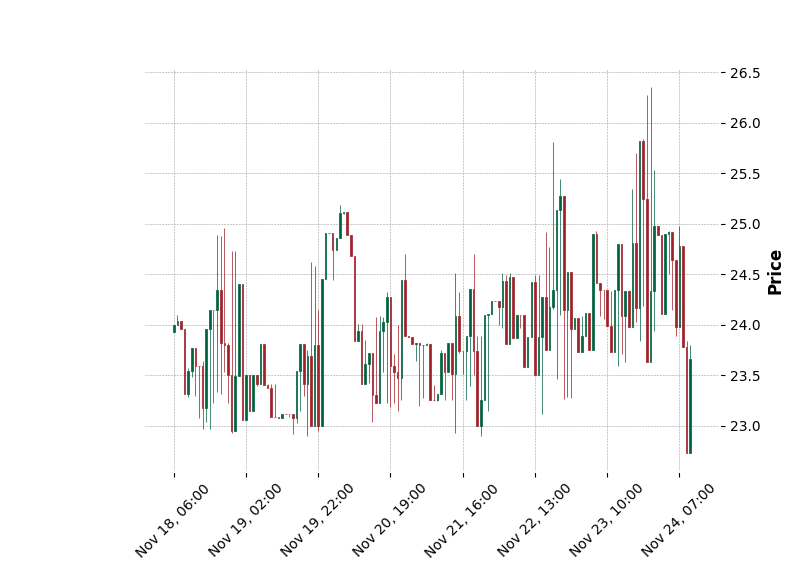 26.5
26.0
25.5
25.0
24.5
24.0
23.5
23.0
Price
Nov 18, 06:00
Nov 19, 02:00
Nov 19, 22:00
Nov 20, 19:00
Nov 21, 16:00
Nov 22, 13:00
Nov 23, 10:00
Nov 24, 07:00